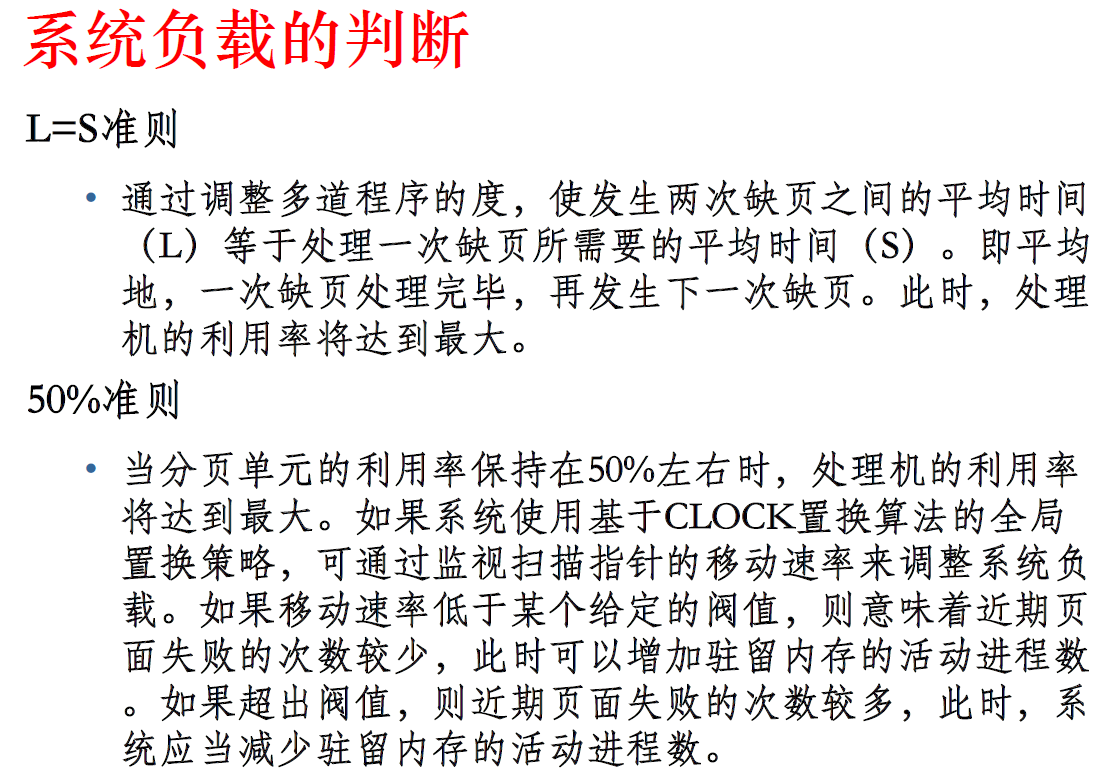 系统负载的判断
L=S准则
• 通过调整多道程序的度，使发生两次缺页之间的平均时间
（L）等于处理一次缺页所需要的平均时间（S）。即平均
地，一次缺页处理完毕，再发生下一次缺页。此时，处理
机的利用率将达到最大。
50%准则
• 当分页单元的利用率保持在50%左右时，处理机的利用率
将达到最大。如果系统使用基于CLOCK置换算法的全局
置换策略，可通过监视扫描指针的移动速率来调整系统负
载。如果移动速率低于某个给定的阀值，则意味着近期页
面失败的次数较少，此时可以增加驻留内存的活动进程数
。如果超出阀值，则近期页面失败的次数较多，此时，系
统应当减少驻留内存的活动进程数。